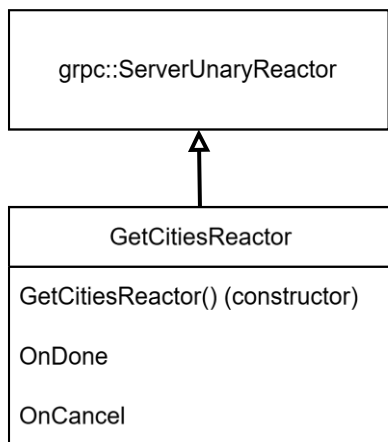 grpc::ServerUnaryReactor
GetCitiesReactor
GetCitiesReactor() (constructor)
OnDone
OnCancel